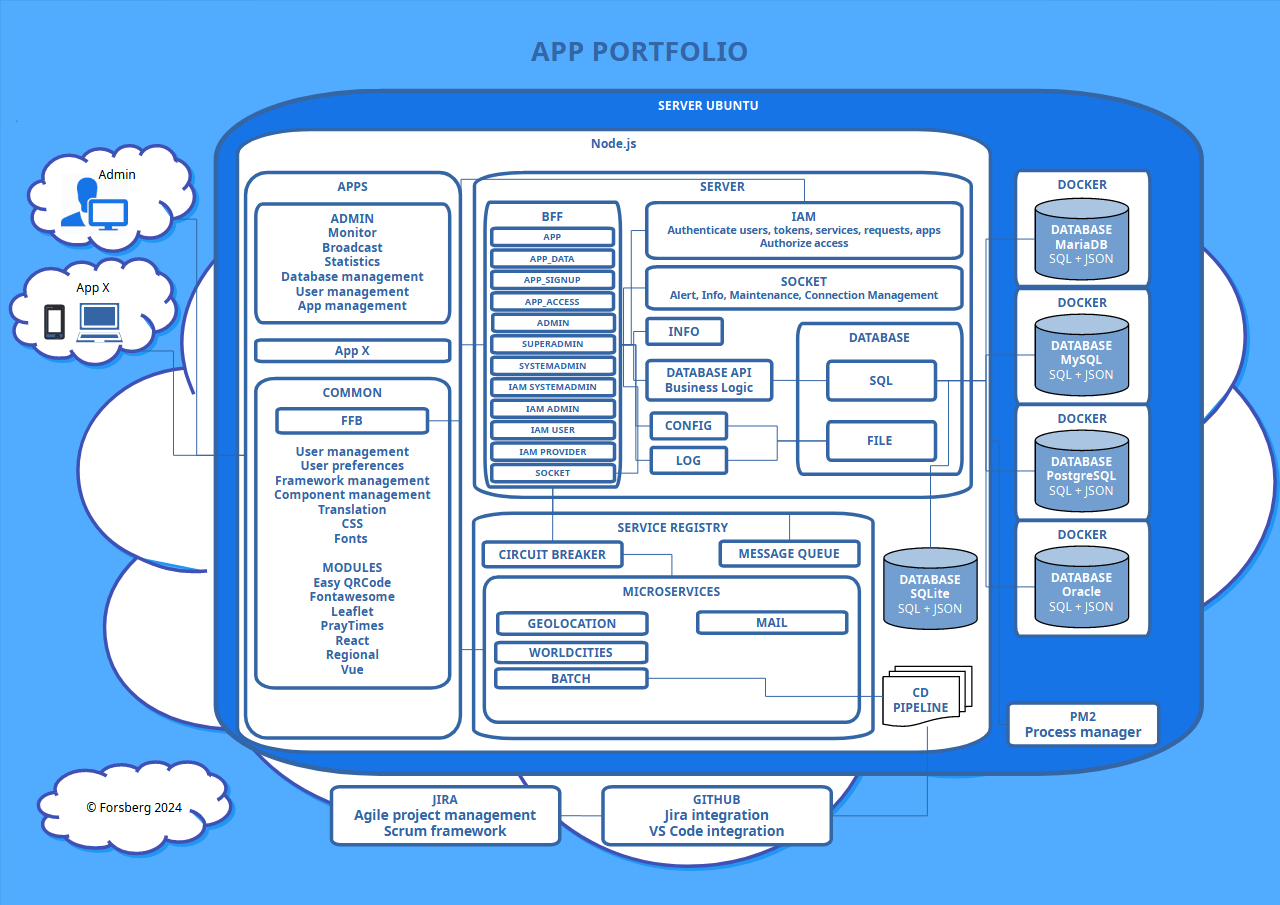 APP PORTFOLIO
SERVER UBUNTU
Node.js
Admin
App X
APPS
ADMIN
Monitor
Broadcast
Statistics
Database management
User management
App management
App X
COMMON
FFB
User management
User preferences
Framework management
Component management
Translation
CSS
Fonts
MODULES
Easy QRCode
Fontawesome
Leaflet
PrayTimes
React
Regional
Vue
SERVER
BFF
APP
APP_DATA
APP_SIGNUP
APP_ACCESS
ADMIN
SUPERADMIN
SYSTEMADMIN
IAM SYSTEMADMIN
IAM ADMIN
IAM USER
IAM PROVIDER
SOCKET
IAM
Authenticate users, tokens, services, requests, apps
Authorize access
SOCKET
Alert, Info, Maintenance, Connection Management
INFO
DATABASE API
Business Logic
CONFIG
LOG
DATABASE
SQL
FILE
SERVICE REGISTRY
CIRCUIT BREAKER
MESSAGE QUEUE
MICROSERVICES
GEOLOCATION
MAIL
WORLDCITIES
BATCH
DATABASE
SQLite
SQL + JSON
CD
PIPELINE
DOCKER
DATABASE
MariaDB
SQL + JSON
DOCKER
DATABASE
MySQL
SQL + JSON
DOCKER
DATABASE
PostgreSQL
SQL + JSON
DOCKER
DATABASE
Oracle
SQL + JSON
PM2
Process manager
JIRA
Agile project management
Scrum framework
GITHUB
Jira integration
VS Code integration
© Forsberg 2024